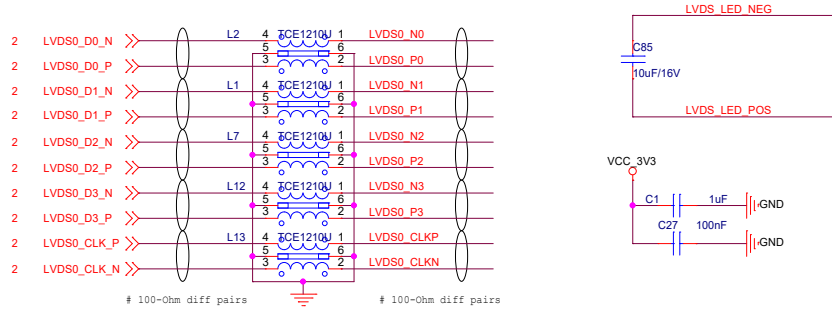 LVDS_LED_NEG
L2 4 TCE1210U 1 LVDS0_N0
2 LVDS0_D0_N
5 6
C85
2 LVDS0_D0_P 3 2 LVDS0_P0
10uF/16V
L1 4 TCE1210U 1 LVDS0_N1
2 LVDS0_D1_N
5 6
2 LVDS0_D1_P 3 2 LVDS0_P1
LVDS_LED_POS
L7 4 TCE1210U 1 LVDS0_N2
2 LVDS0_D2_N
5 6
2 LVDS0_D2_P 3 2 LVDS0_P2
VCC_3V3
L12 4 TCE1210U 1 LVDS0_N3
2 LVDS0_D3_N
5 6
C1 1uF GND
2 LVDS0_D3_P 3 2 LVDS0_P3
C27 100nF GND
L13 4 TCE1210U 1 LVDS0_CLKP
2 LVDS0_CLK_P
5 6
2 LVDS0_CLK_N 3 2 LVDS0_CLKN
# 100-Ohm diff pairs # 100-Ohm diff pairs